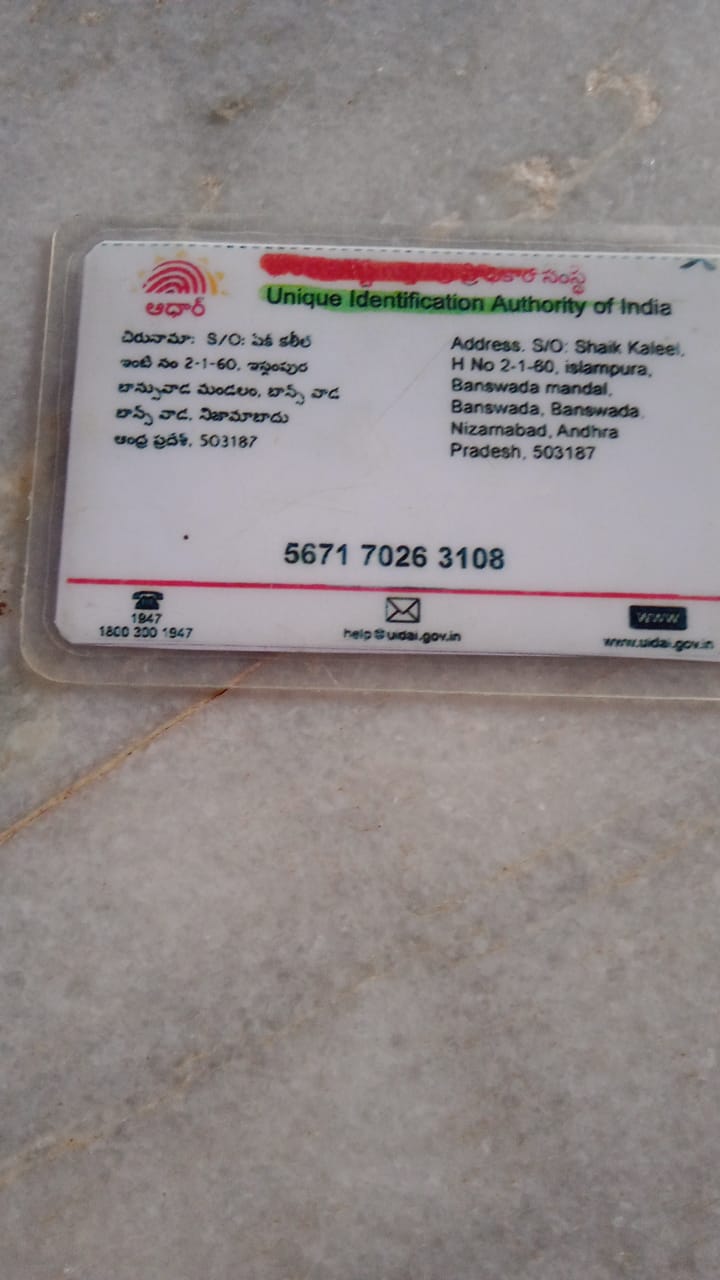 ఆధార్
ప్రాధికార సంస్థ
Unique Identification Authority of India
చిరునామా: S/O: షేక్ కలీల్
ఇంటి నం 2-1-60, ఇస్లంపుర
బాన్సువాడ మండలం, బాన్స్ వాడ
బాన్స్ వాడ, నిజామాబాదు
ఆంధ్ర ప్రదేశ్, 503187
Address. S/O: Shaik Kaleel,
H No 2-1-60, islampura,
Banswada mandal,
Banswada, Banswada
Nizamabad, Andhra
Pradesh, 503187
5671 7026 3108
1947
1800 300 1947
help@uidai.gov.in
www
www.uidai.gov.in